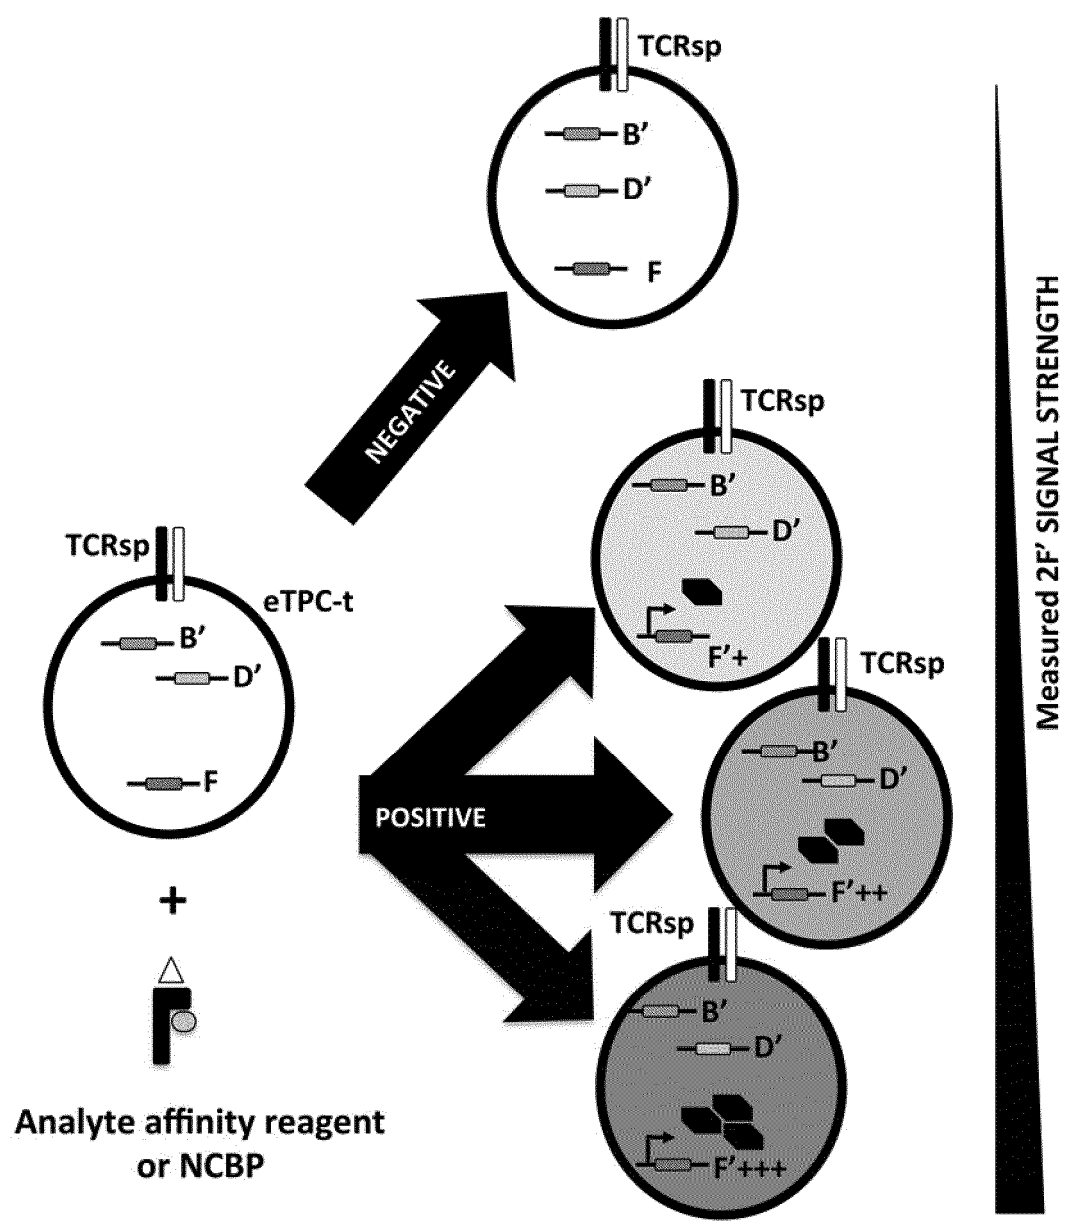 TCRsp
B'
D'
F
NEGATIVE
TCRsp
B'
D'
F'+
TCRsp
eTPC-t
B'
D'
F
TCRsp
B'
D'
F'++
POSITIVE
TCRsp
B'
D'
F'+++
+
Analyte affinity reagent
or NCBP
Measured 2F' SIGNAL STRENGTH